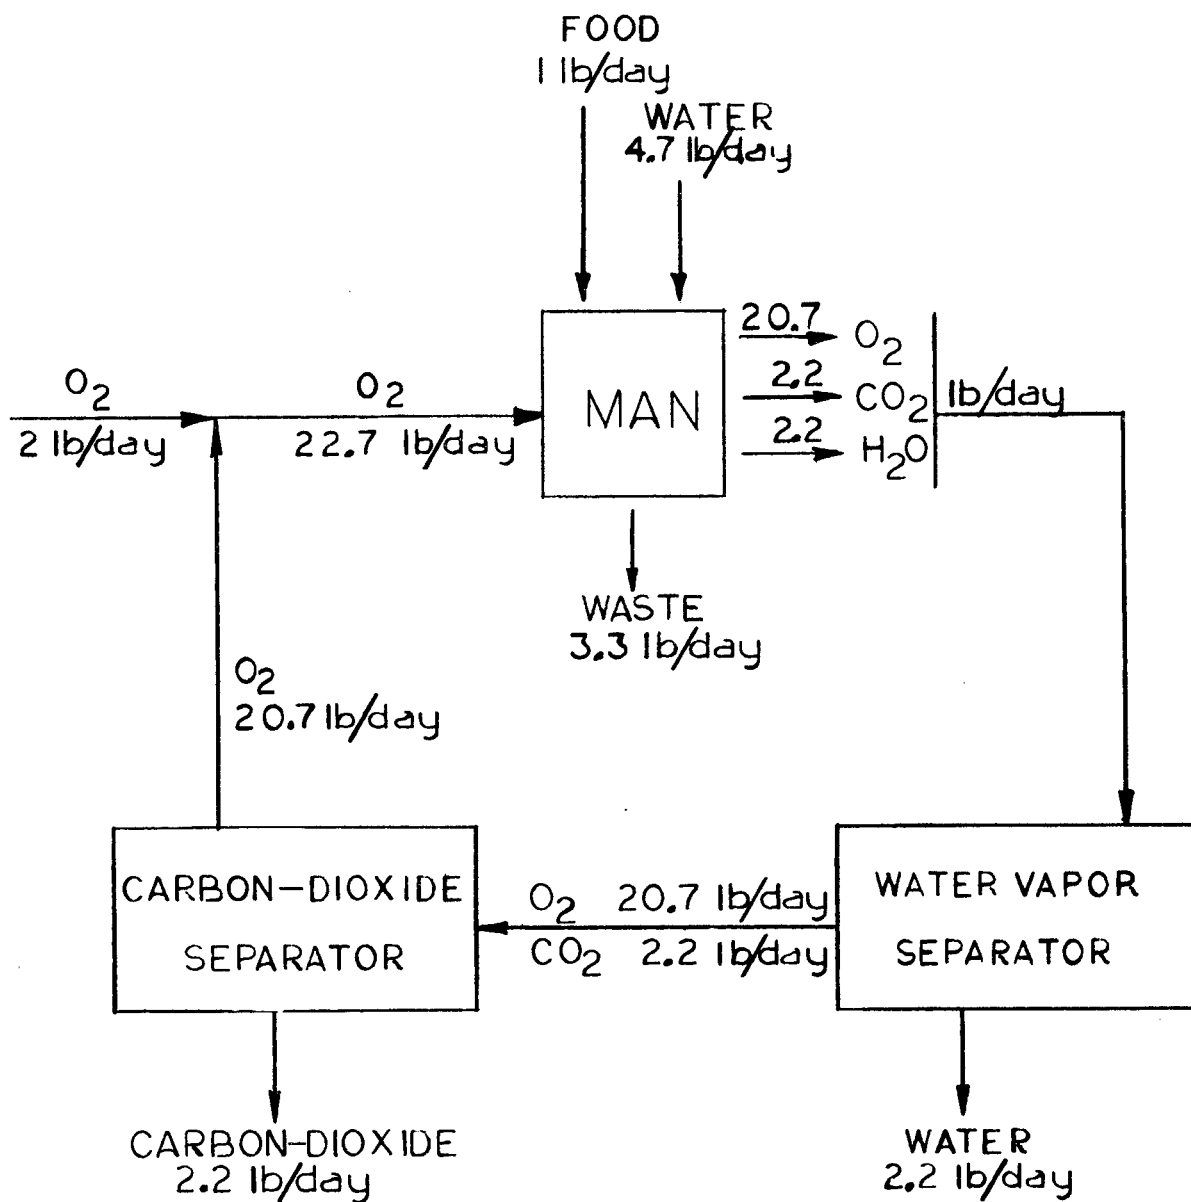 FOOD
1 lb/day
WATER
4.7 lb/day
20.7
O₂
O₂
O₂
2.2
MAN
CO₂
lb/day
2 lb/day
22.7 lb/day
2.2
H₂O
WASTE
3.3 lb/day
O₂
20.7 lb/day
CARBON-DIOXIDE
SEPARATOR
O₂ 20.7 lb/day
CO₂ 2.2 lb/day
WATER VAPOR
SEPARATOR
CARBON-DIOXIDE
2.2 lb/day
WATER
2.2 lb/day